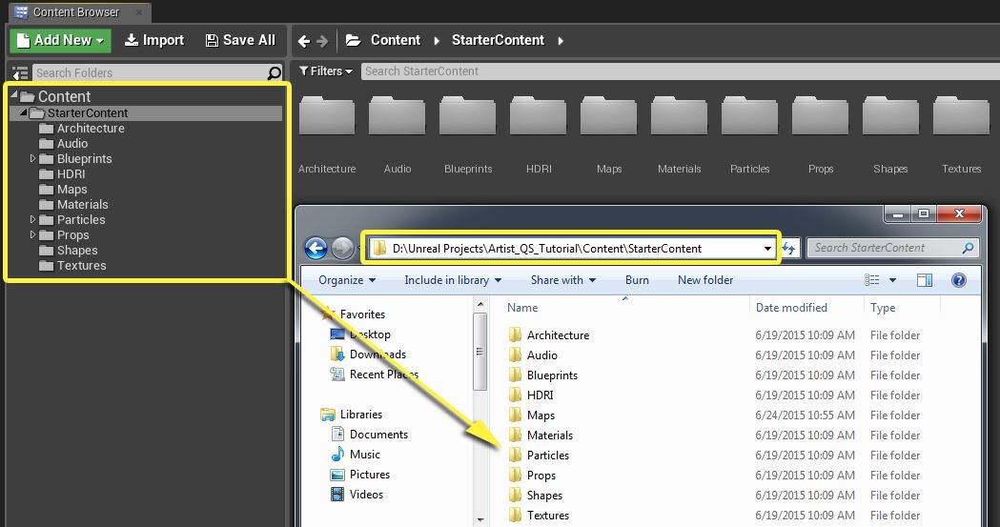 Content Browser
Add New Import Save All Content StarterContent
Search Folders Filters Search StarterContent
Content
StarterContent
Architecture
Audio
Blueprints
HDRI
Maps
Materials
Particles
Props
Shapes
Textures
Architecture Audio Blueprints HDRI Maps Materials Particles Props Shapes Textures
D:\Unreal Projects\Artist_QS_Tutorial\Content\StarterContent Search StarterContent
Organize Include in library Share with Burn New folder
Favorites
Desktop
Downloads
Recent Places
Libraries
Documents
Music
Pictures
Videos
Name Date modified Type
Architecture 6/19/2015 10:09 AM File folder
Audio 6/19/2015 10:09 AM File folder
Blueprints 6/19/2015 10:09 AM File folder
HDRI 6/19/2015 10:09 AM File folder
Maps 6/24/2015 10:55 AM File folder
Materials 6/19/2015 10:09 AM File folder
Particles 6/19/2015 10:09 AM File folder
Props 6/19/2015 10:09 AM File folder
Shapes 6/19/2015 10:09 AM File folder
Textures 6/19/2015 10:09 AM File folder